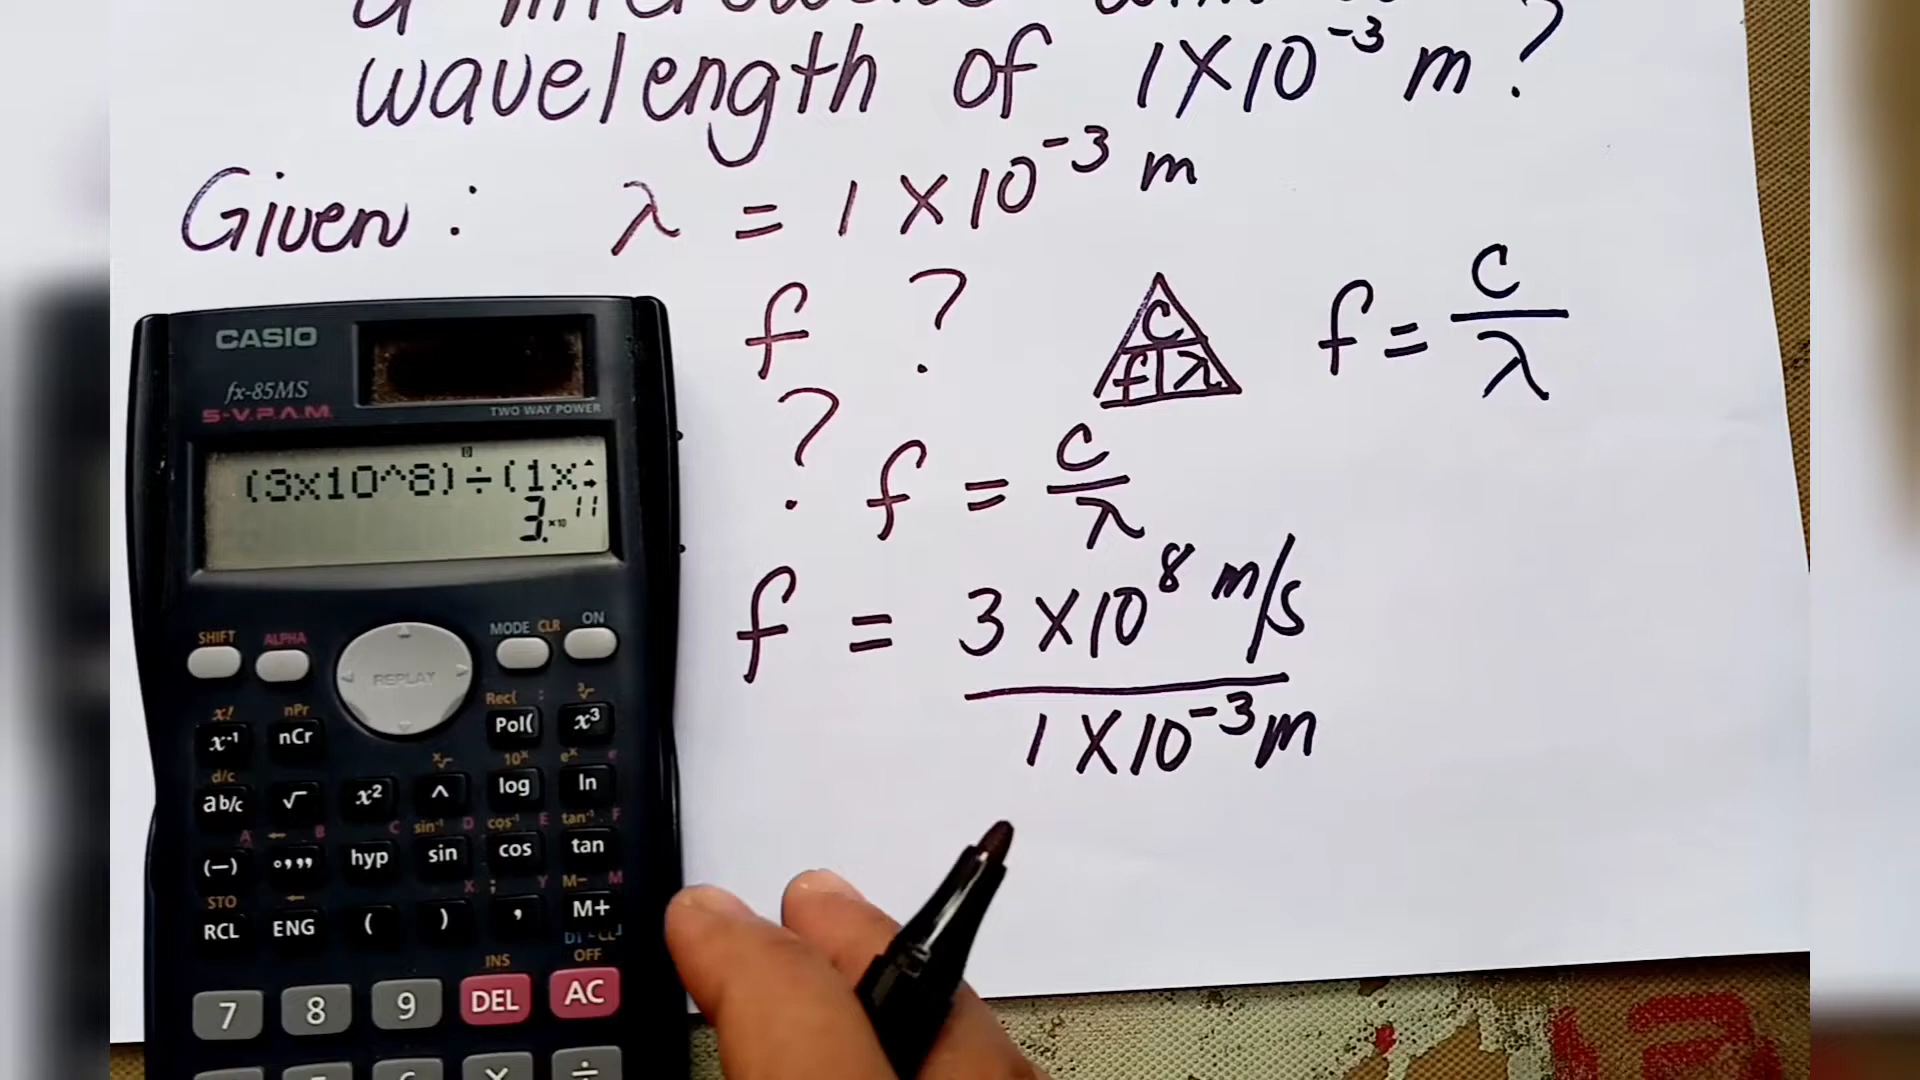 wavelength of 1×10⁻³ m?
Given: λ = 1 × 10⁻³ m
f ?
c
f λ
f = c/λ
? f = c/λ
f = 3 × 10⁸ m/s
1 × 10⁻³ m
CASIO
fx-85MS
S-V.P.A.M.
TWO WAY POWER
(3×10^8)÷(1×
3.×10 11
SHIFT ALPHA MODE CLR ON
REPLAY
x! nPr Rec( : ³√
x⁻¹ nCr Pol( x³
d/c x√ 10ˣ eˣ e
ab/c √ x² ^ log ln
A ← B C sin⁻¹ D cos⁻¹ E tan⁻¹ F
(−) °,,, hyp sin cos tan
STO ← X ; Y M− M
RCL ENG ( ) , M+
INS OFF
7 8 9 DEL AC
× ÷